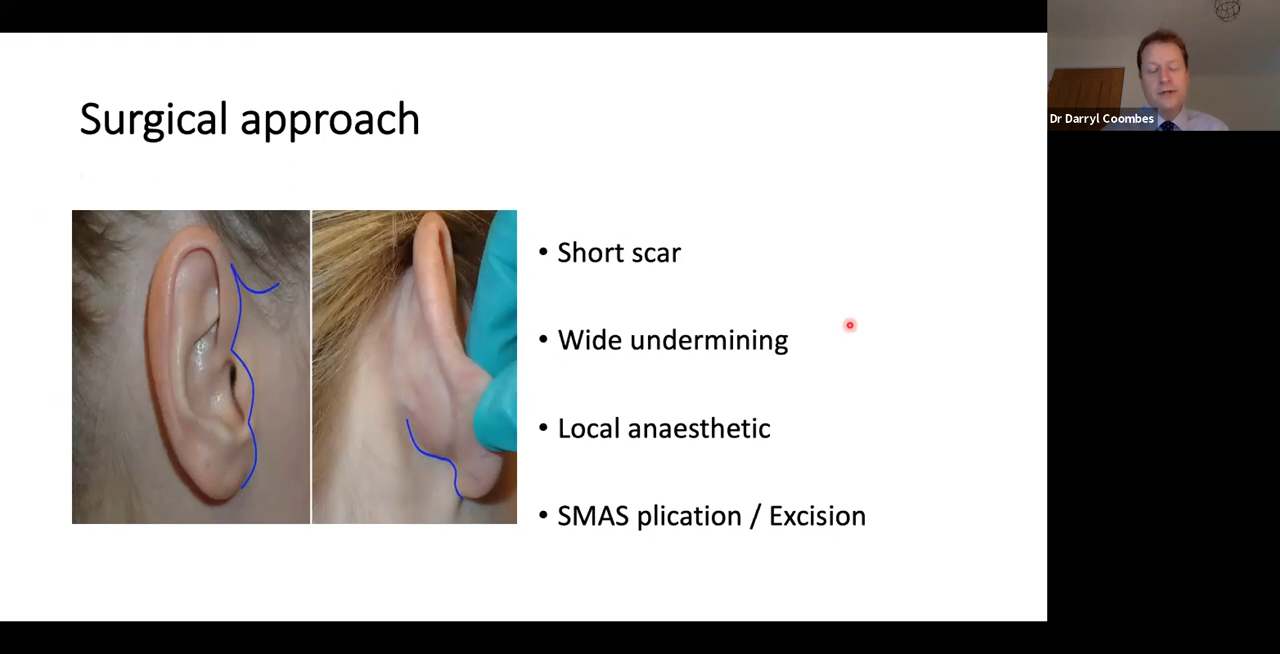 Surgical approach
• Short scar
• Wide undermining
• Local anaesthetic
• SMAS plication / Excision
Dr Darryl Coombes